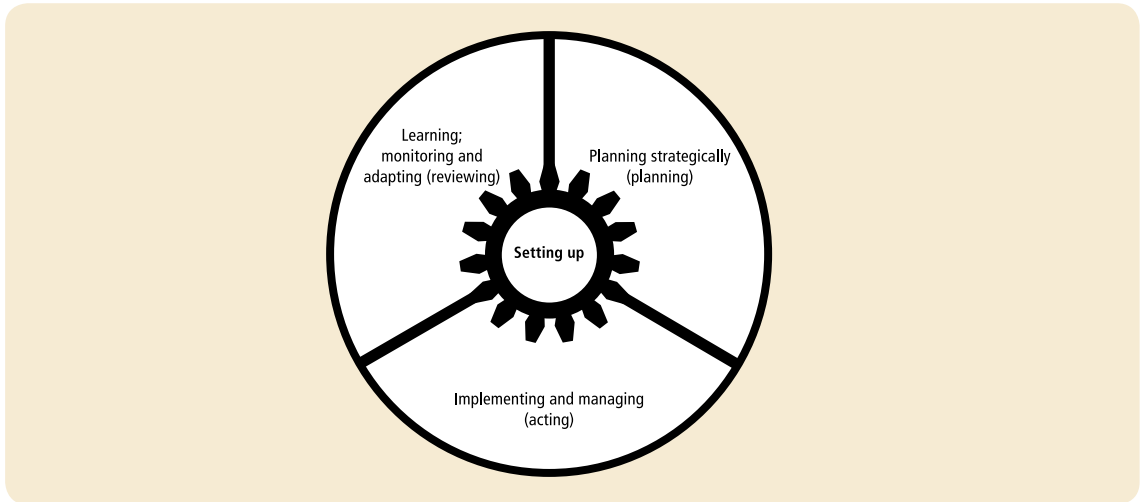 Learning;
monitoring and
adapting (reviewing)
Planning strategically
(planning)
Setting up
Implementing and managing
(acting)